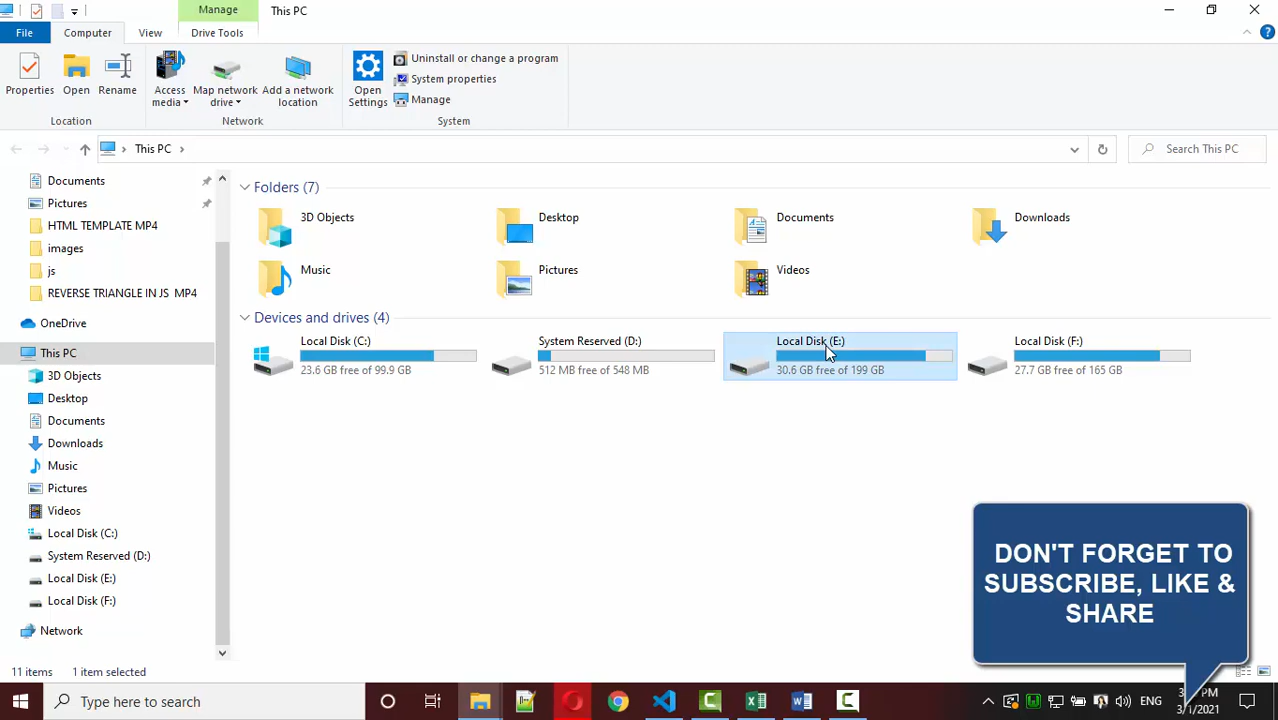 Manage
This PC
File
Computer
View
Drive Tools
Properties
Open
Rename
Access media
Map network drive
Add a network location
Open Settings
Uninstall or change a program
System properties
Manage
Location
Network
System
This PC
Search This PC
Documents
Pictures
HTML TEMPLATE MP4
images
js
REVERSE TRIANGLE IN JS  MP4
OneDrive
This PC
3D Objects
Desktop
Documents
Downloads
Music
Pictures
Videos
Local Disk (C:)
System Reserved (D:)
Local Disk (E:)
Local Disk (F:)
Network
Folders (7)
3D Objects
Desktop
Documents
Downloads
Music
Pictures
Videos
Devices and drives (4)
Local Disk (C:)
23.6 GB free of 99.9 GB
System Reserved (D:)
512 MB free of 548 MB
Local Disk (E:)
30.6 GB free of 199 GB
Local Disk (F:)
27.7 GB free of 165 GB
DON'T FORGET TO
SUBSCRIBE, LIKE &
SHARE
11 items
1 item selected
Type here to search
ENG
PM
3/1/2021